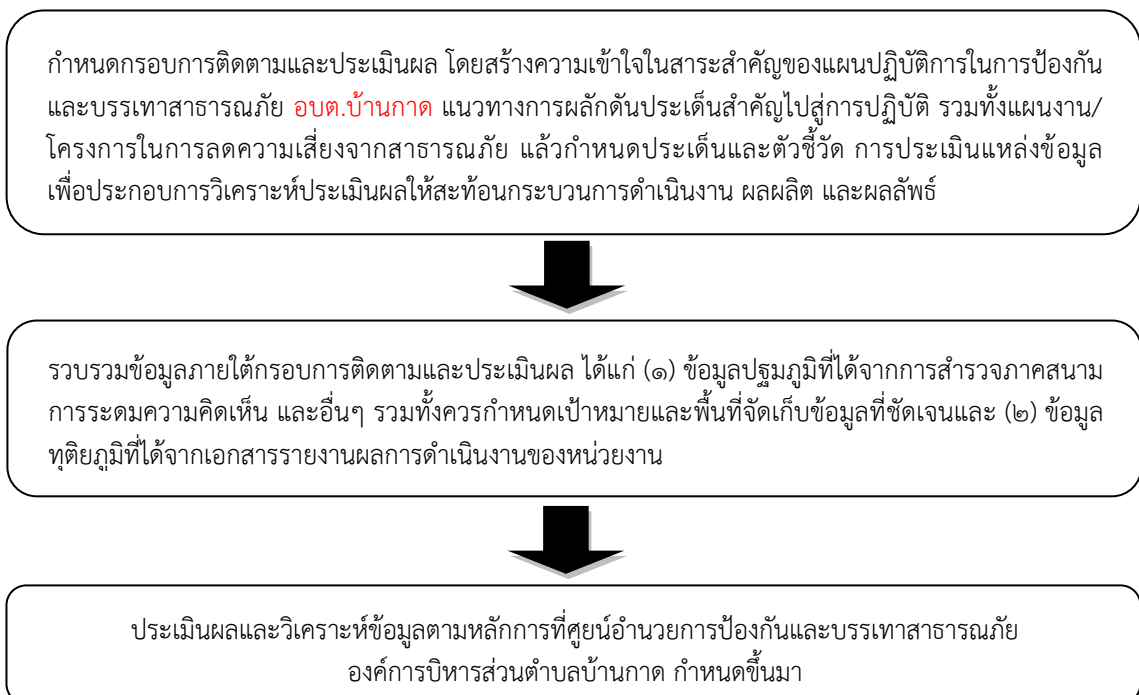 กำหนดกรอบการติดตามและประเมินผล โดยสร้างความเข้าใจในสาระสำคัญของแผนปฏิบัติการในการป้องกัน
และบรรเทาสาธารณภัย อบต.บ้านกาด แนวทางการผลักดันประเด็นสำคัญไปสู่การปฏิบัติ รวมทั้งแผนงาน/
โครงการในการลดความเสี่ยงจากสาธารณภัย แล้วกำหนดประเด็นและตัวชี้วัด การประเมินแหล่งข้อมูล
เพื่อประกอบการวิเคราะห์ประเมินผลให้สะท้อนกระบวนการดำเนินงาน ผลผลิต และผลลัพธ์
รวบรวมข้อมูลภายใต้กรอบการติดตามและประเมินผล ได้แก่ (๑) ข้อมูลปฐมภูมิที่ได้จากการสำรวจภาคสนาม
การระดมความคิดเห็น และอื่นๆ รวมทั้งควรกำหนดเป้าหมายและพื้นที่จัดเก็บข้อมูลที่ชัดเจนและ (๒) ข้อมูล
ทุติยภูมิที่ได้จากเอกสารรายงานผลการดำเนินงานของหน่วยงาน
ประเมินผลและวิเคราะห์ข้อมูลตามหลักการที่ศูยน์อำนวยการป้องกันและบรรเทาสาธารณภัย
องค์การบิหารส่วนตำบลบ้านกาด กำหนดขึ้นมา